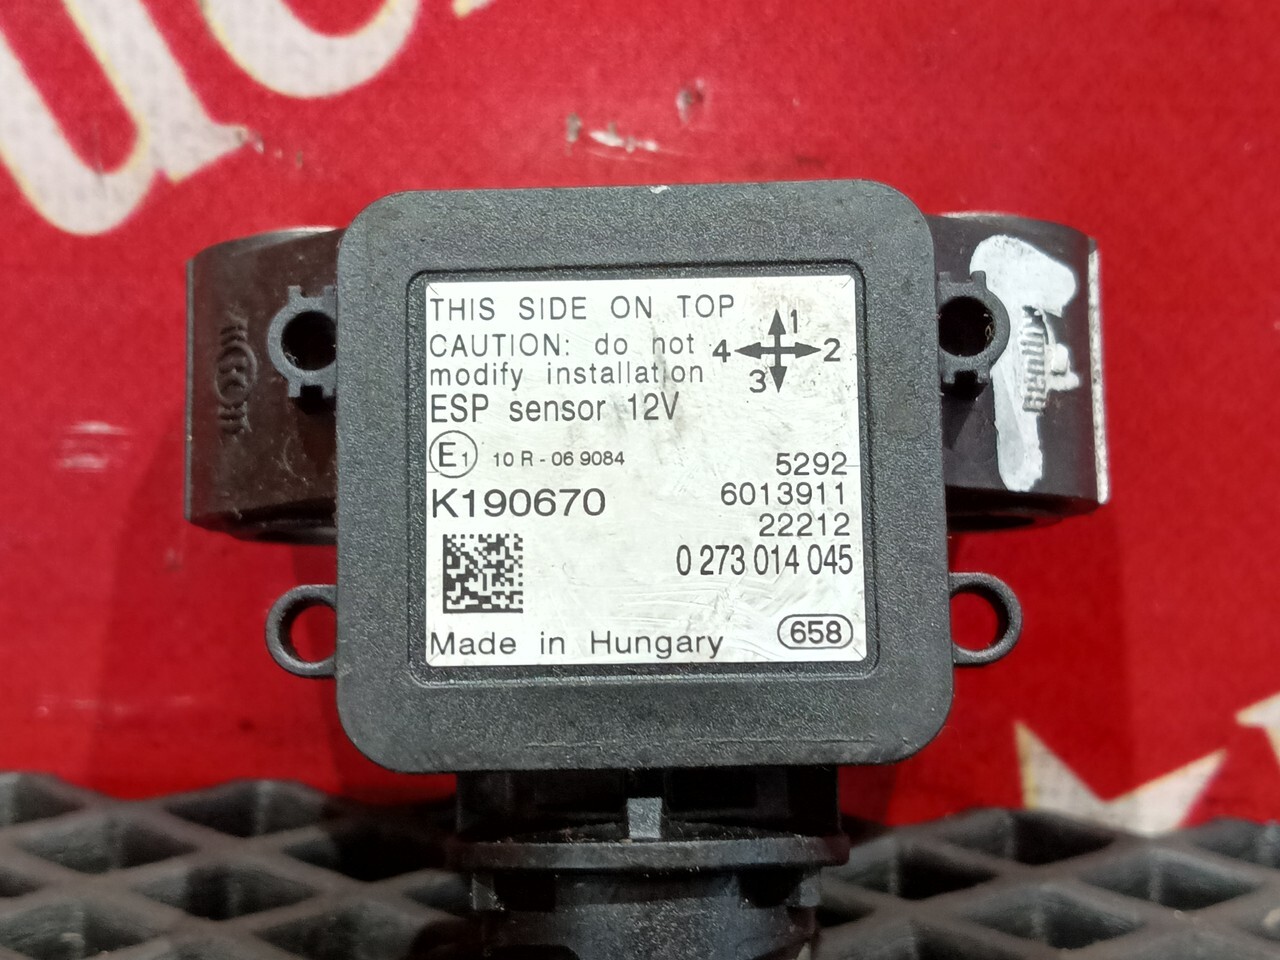 THIS SIDE ON TOP
CAUTION: do not
modify installation
ESP sensor 12V
1
4 2
3
E1 10 R - 06 9084
5292
K190670
6013911
22212
0 273 014 045
Made in Hungary
658